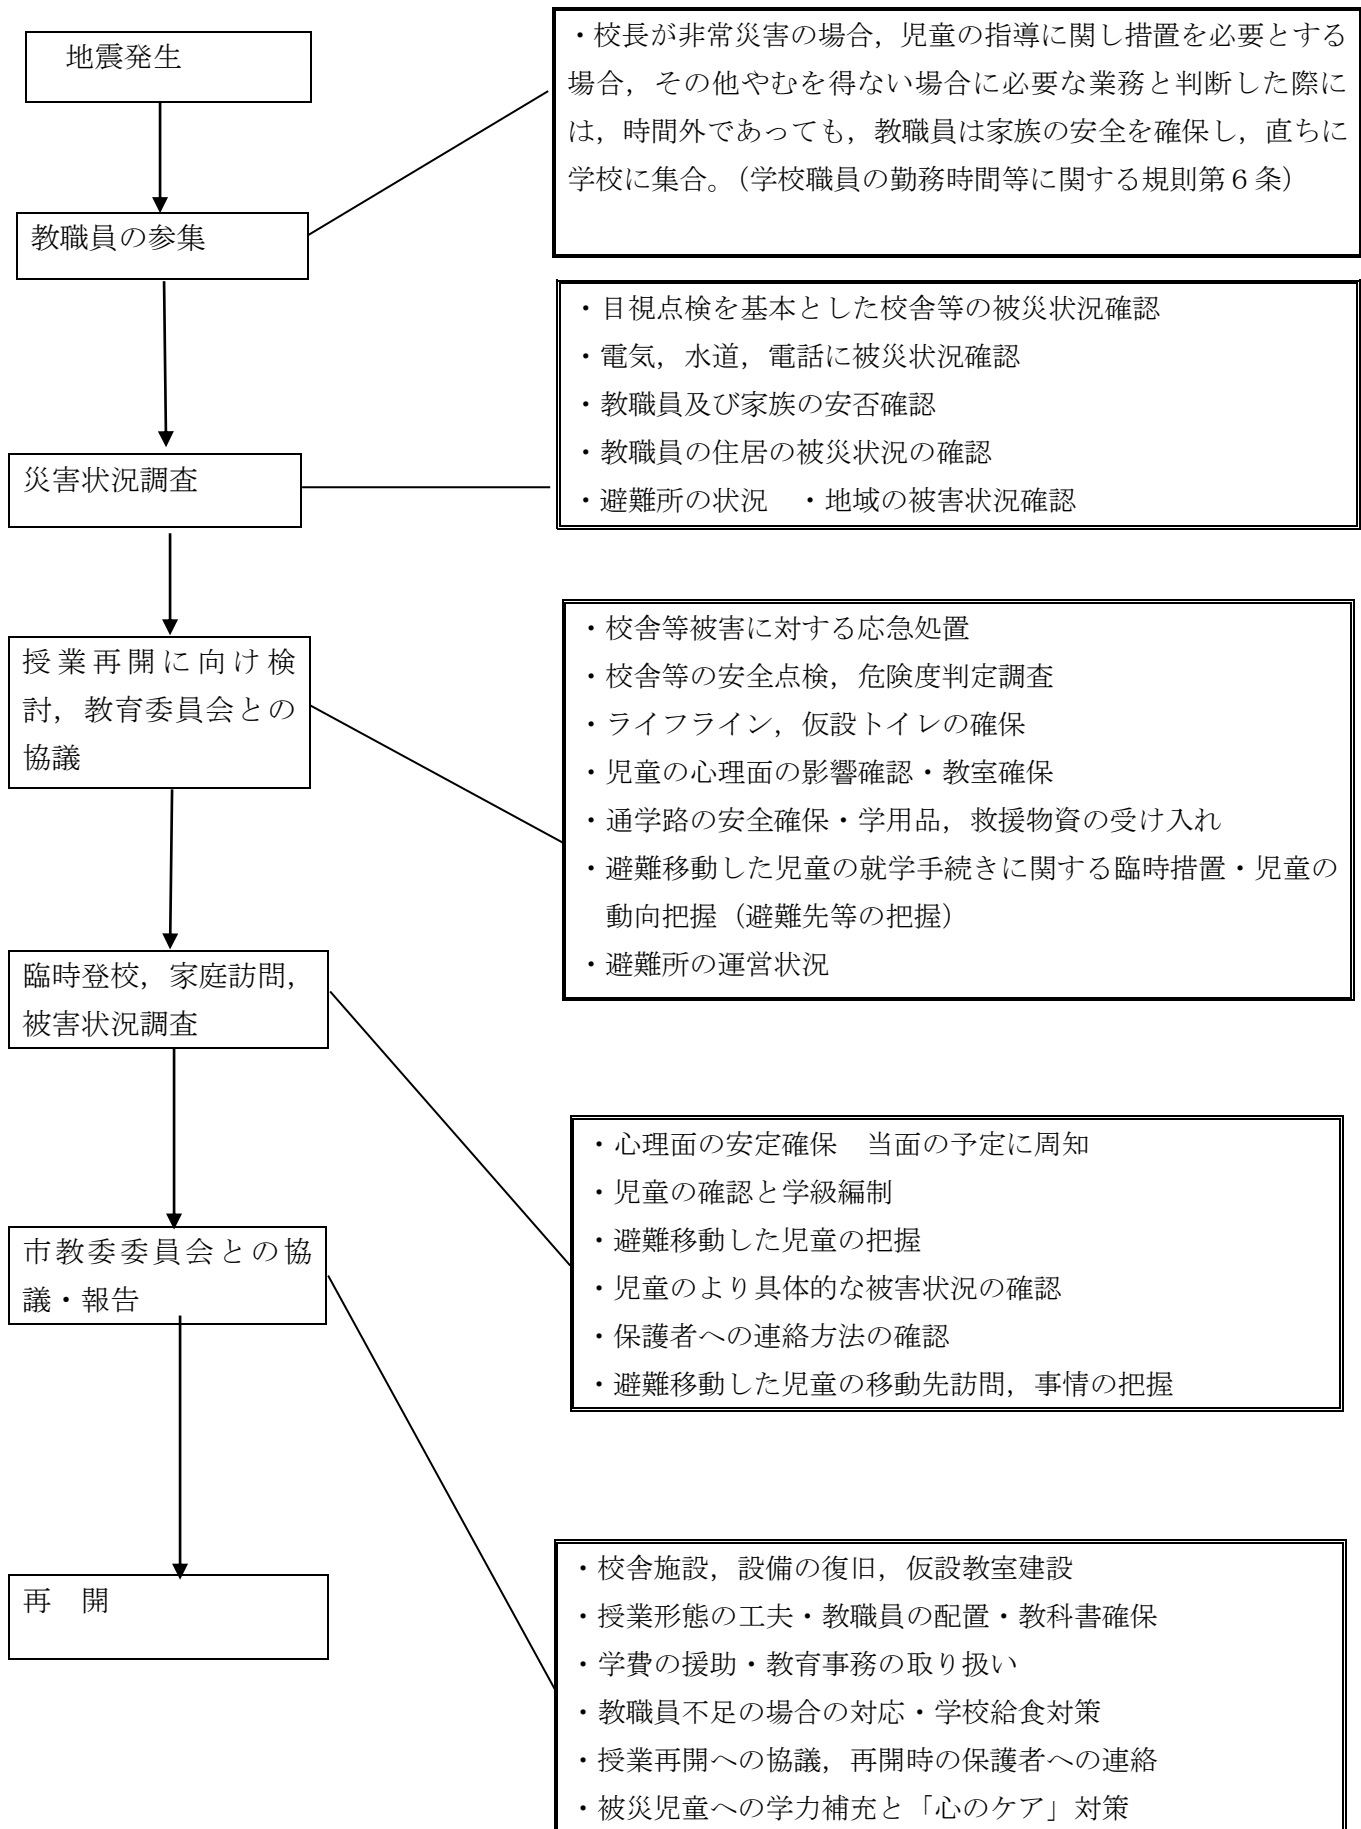 地震発生
・校長が非常災害の場合，児童の指導に関し措置を必要とする
場合，その他やむを得ない場合に必要な業務と判断した際に
は，時間外であっても，教職員は家族の安全を確保し，直ちに
学校に集合。（学校職員の勤務時間等に関する規則第６条）
教職員の参集
・目視点検を基本とした校舎等の被災状況確認
・電気，水道，電話に被災状況確認
・教職員及び家族の安否確認
・教職員の住居の被災状況の確認
・避難所の状況　・地域の被害状況確認
災害状況調査
・校舎等被害に対する応急処置
・校舎等の安全点検，危険度判定調査
・ライフライン，仮設トイレの確保
・児童の心理面の影響確認・教室確保
・通学路の安全確保・学用品，救援物資の受け入れ
・避難移動した児童の就学手続きに関する臨時措置・児童の
動向把握（避難先等の把握）
・避難所の運営状況
授業再開に向け検
討，教育委員会との
協議
臨時登校，家庭訪問，
被害状況調査
・心理面の安定確保　当面の予定に周知
・児童の確認と学級編制
・避難移動した児童の把握
・児童のより具体的な被害状況の確認
・保護者への連絡方法の確認
・避難移動した児童の移動先訪問，事情の把握
市教委委員会との協
議・報告
・校舎施設，設備の復旧，仮設教室建設
・授業形態の工夫・教職員の配置・教科書確保
・学費の援助・教育事務の取り扱い
・教職員不足の場合の対応・学校給食対策
・授業再開への協議，再開時の保護者への連絡
・被災児童への学力補充と「心のケア」対策
再　開